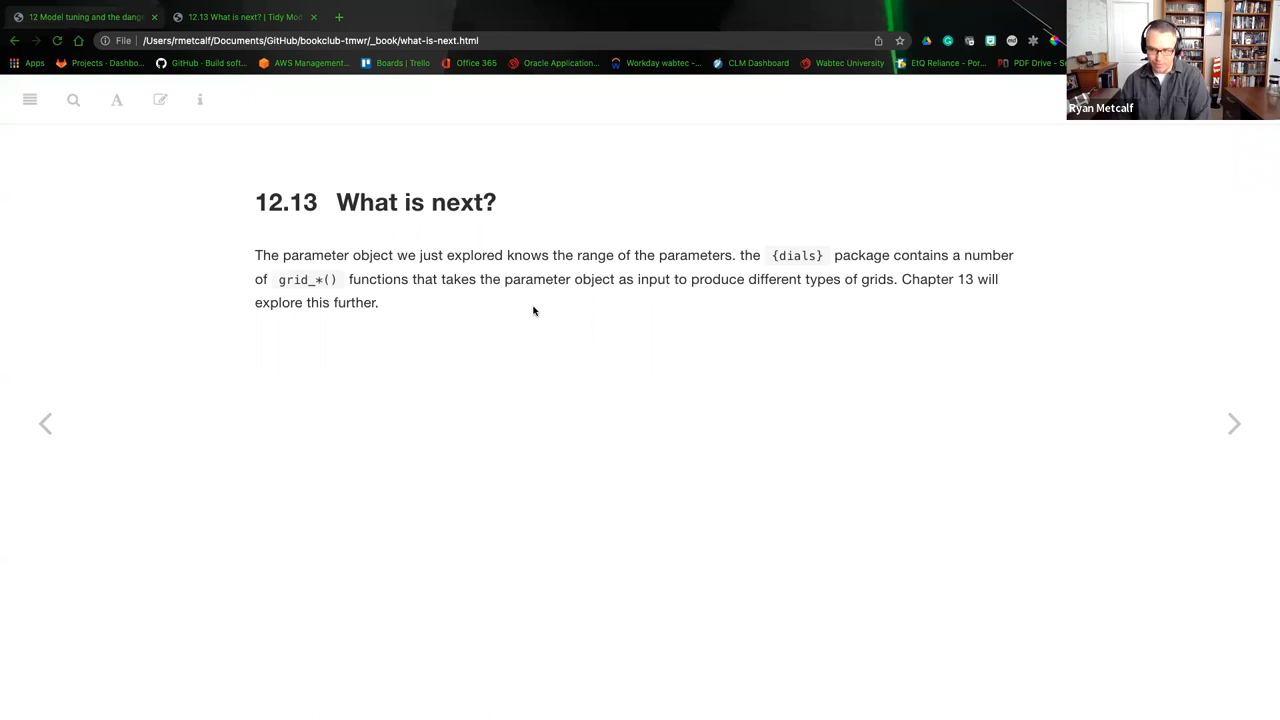 12 Model tuning and the dang
12.13 What is next? | Tidy Mod
File /Users/rmetcalf/Documents/GitHub/bookclub-tmwr/_book/what-is-next.html
Apps Projects · Dashbo... GitHub · Build soft... AWS Management... Boards | Trello Office 365 Oracle Application... Workday wabtec –... CLM Dashboard Wabtec University EtQ Reliance - Por... PDF Drive - Se
Ryan Metcalf
12.13 What is next?
The parameter object we just explored knows the range of the parameters. the {dials} package contains a number
of grid_*() functions that takes the parameter object as input to produce different types of grids. Chapter 13 will
explore this further.